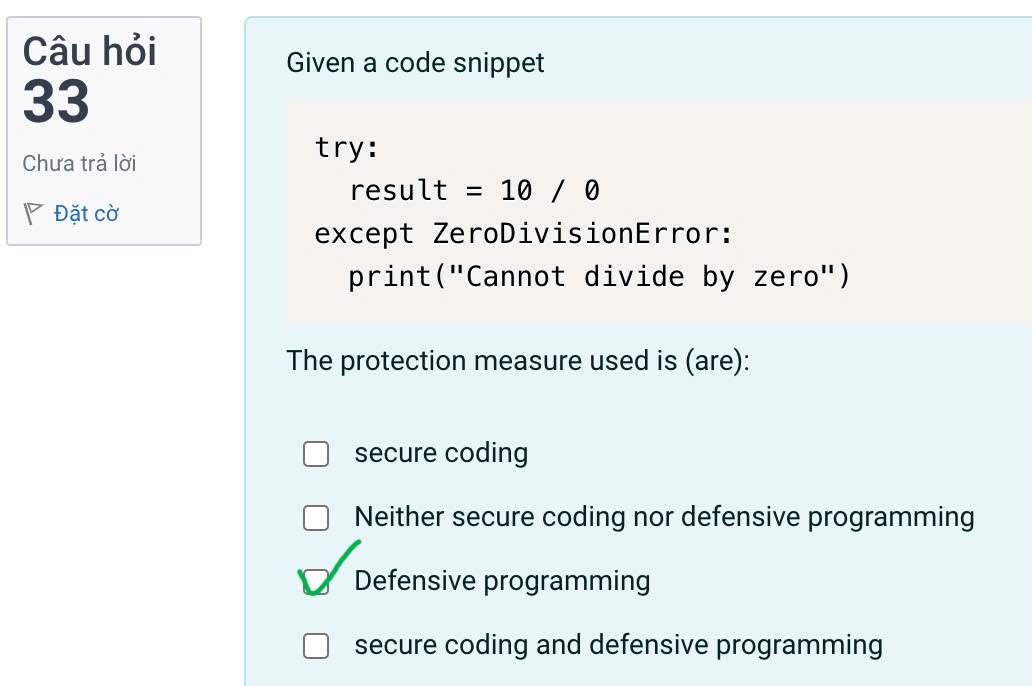 Câu hỏi
33
Chưa trả lời
Đặt cờ
Given a code snippet
try:
  result = 10 / 0
except ZeroDivisionError:
  print("Cannot divide by zero")
The protection measure used is (are):
secure coding
Neither secure coding nor defensive programming
Defensive programming
secure coding and defensive programming